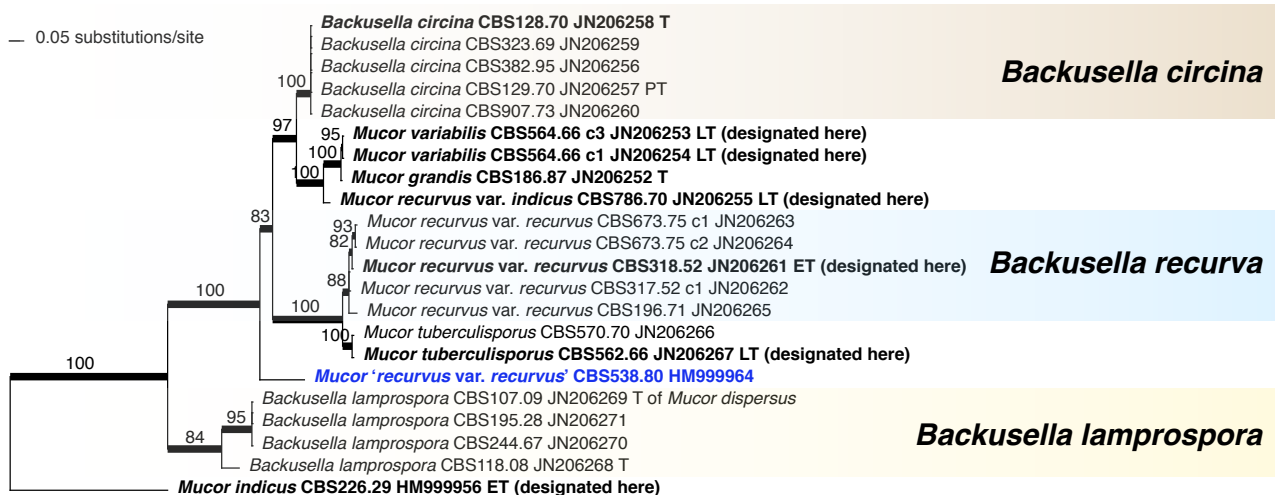 Backusella circina CBS128.70 JN206258 T
0.05 substitutions/site
Backusella circina CBS323.69 JN206259
Backusella circina CBS382.95 JN206256
Backusella circina
100
Backusella circina CBS129.70 JN206257 PT
Backusella circina CBS907.73 JN206260
97
95
Mucor variabilis CBS564.66 c3 JN206253 LT (designated here)
100
Mucor variabilis CBS564.66 c1 JN206254 LT (designated here)
100
Mucor grandis CBS186.87 JN206252 T
Mucor recurvus var. indicus CBS786.70 JN206255 LT (designated here)
83
93
Mucor recurvus var. recurvus CBS673.75 c1 JN206263
82
Mucor recurvus var. recurvus CBS673.75 c2 JN206264
Mucor recurvus var. recurvus CBS318.52 JN206261 ET (designated here)
Backusella recurva
88
Mucor recurvus var. recurvus CBS317.52 c1 JN206262
100
100
Mucor recurvus var. recurvus CBS196.71 JN206265
100
Mucor tuberculisporus CBS570.70 JN206266
Mucor tuberculisporus CBS562.66 JN206267 LT (designated here)
100
Mucor ‘recurvus var. recurvus’ CBS538.80 HM999964
Backusella lamprospora CBS107.09 JN206269 T of Mucor dispersus
95
Backusella lamprospora CBS195.28 JN206271
84
Backusella lamprospora CBS244.67 JN206270
Backusella lamprospora
Backusella lamprospora CBS118.08 JN206268 T
Mucor indicus CBS226.29 HM999956 ET (designated here)